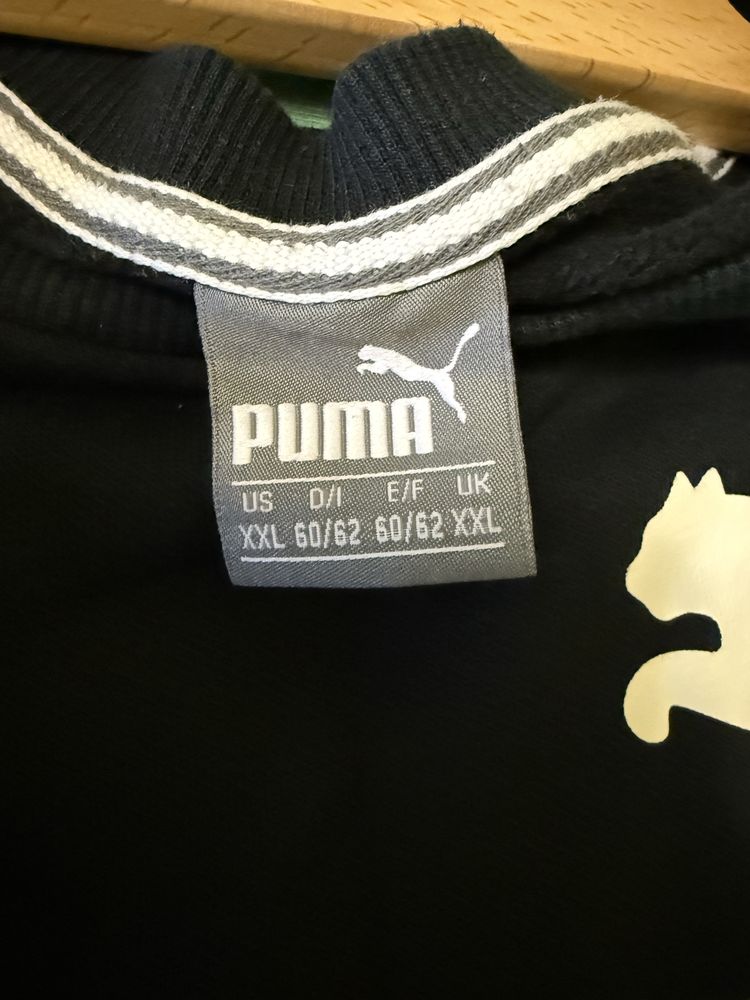 PUMA
US D/I E/F UK
XXL 60/62 60/62 XXL